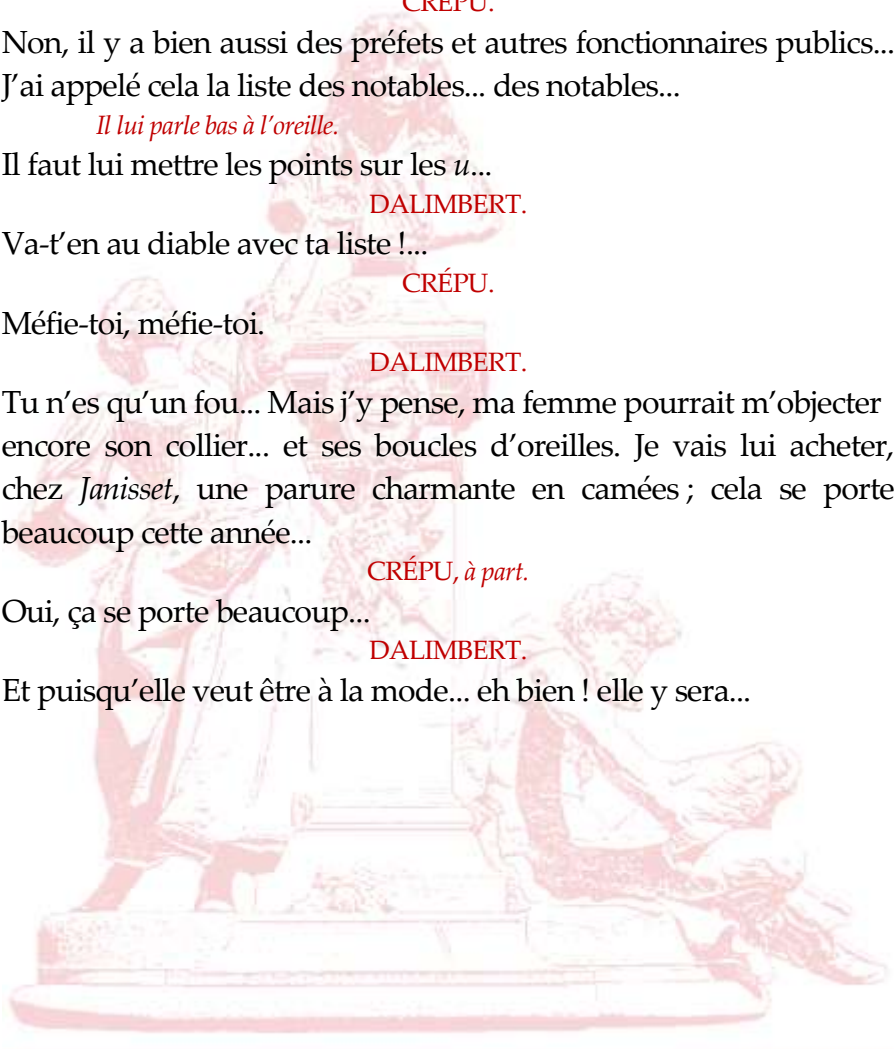 CRÉPU.
Non, il y a bien aussi des préfets et autres fonctionnaires publics...
J’ai appelé cela la liste des notables... des notables...
Il lui parle bas à l’oreille.
Il faut lui mettre les points sur les u...
DALIMBERT.
Va-t’en au diable avec ta liste !...
CRÉPU.
Méfie-toi, méfie-toi.
DALIMBERT.
Tu n’es qu’un fou... Mais j’y pense, ma femme pourrait m’objecter
encore son collier... et ses boucles d’oreilles. Je vais lui acheter,
chez Janisset, une parure charmante en camées ; cela se porte
beaucoup cette année...
CRÉPU, à part.
Oui, ça se porte beaucoup...
DALIMBERT.
Et puisqu’elle veut être à la mode... eh bien ! elle y sera...